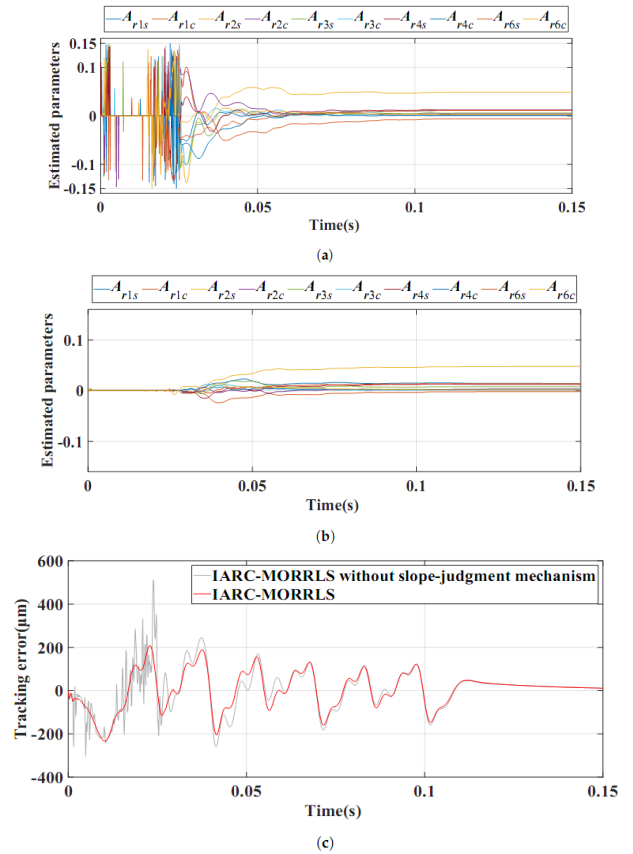 A_r1s A_r1c A_r2s A_r2c A_r3s A_r3c A_r4s A_r4c A_r6s A_r6c
Estimated parameters
0.15
0.1
0
-0.1
-0.15
0 0.05 0.1 0.15
Time(s)
(a)
A_r1s A_r1c A_r2s A_r2c A_r3s A_r3c A_r4s A_r4c A_r6s A_r6c
Estimated parameters
0.1
0
-0.1
0 0.05 0.1 0.15
Time(s)
(b)
Tracking error(μm)
600
400
200
0
-200
-400
IARC-MORRLS without slope-judgment mechanism
IARC-MORRLS
0 0.05 0.1 0.15
Time(s)
(c)